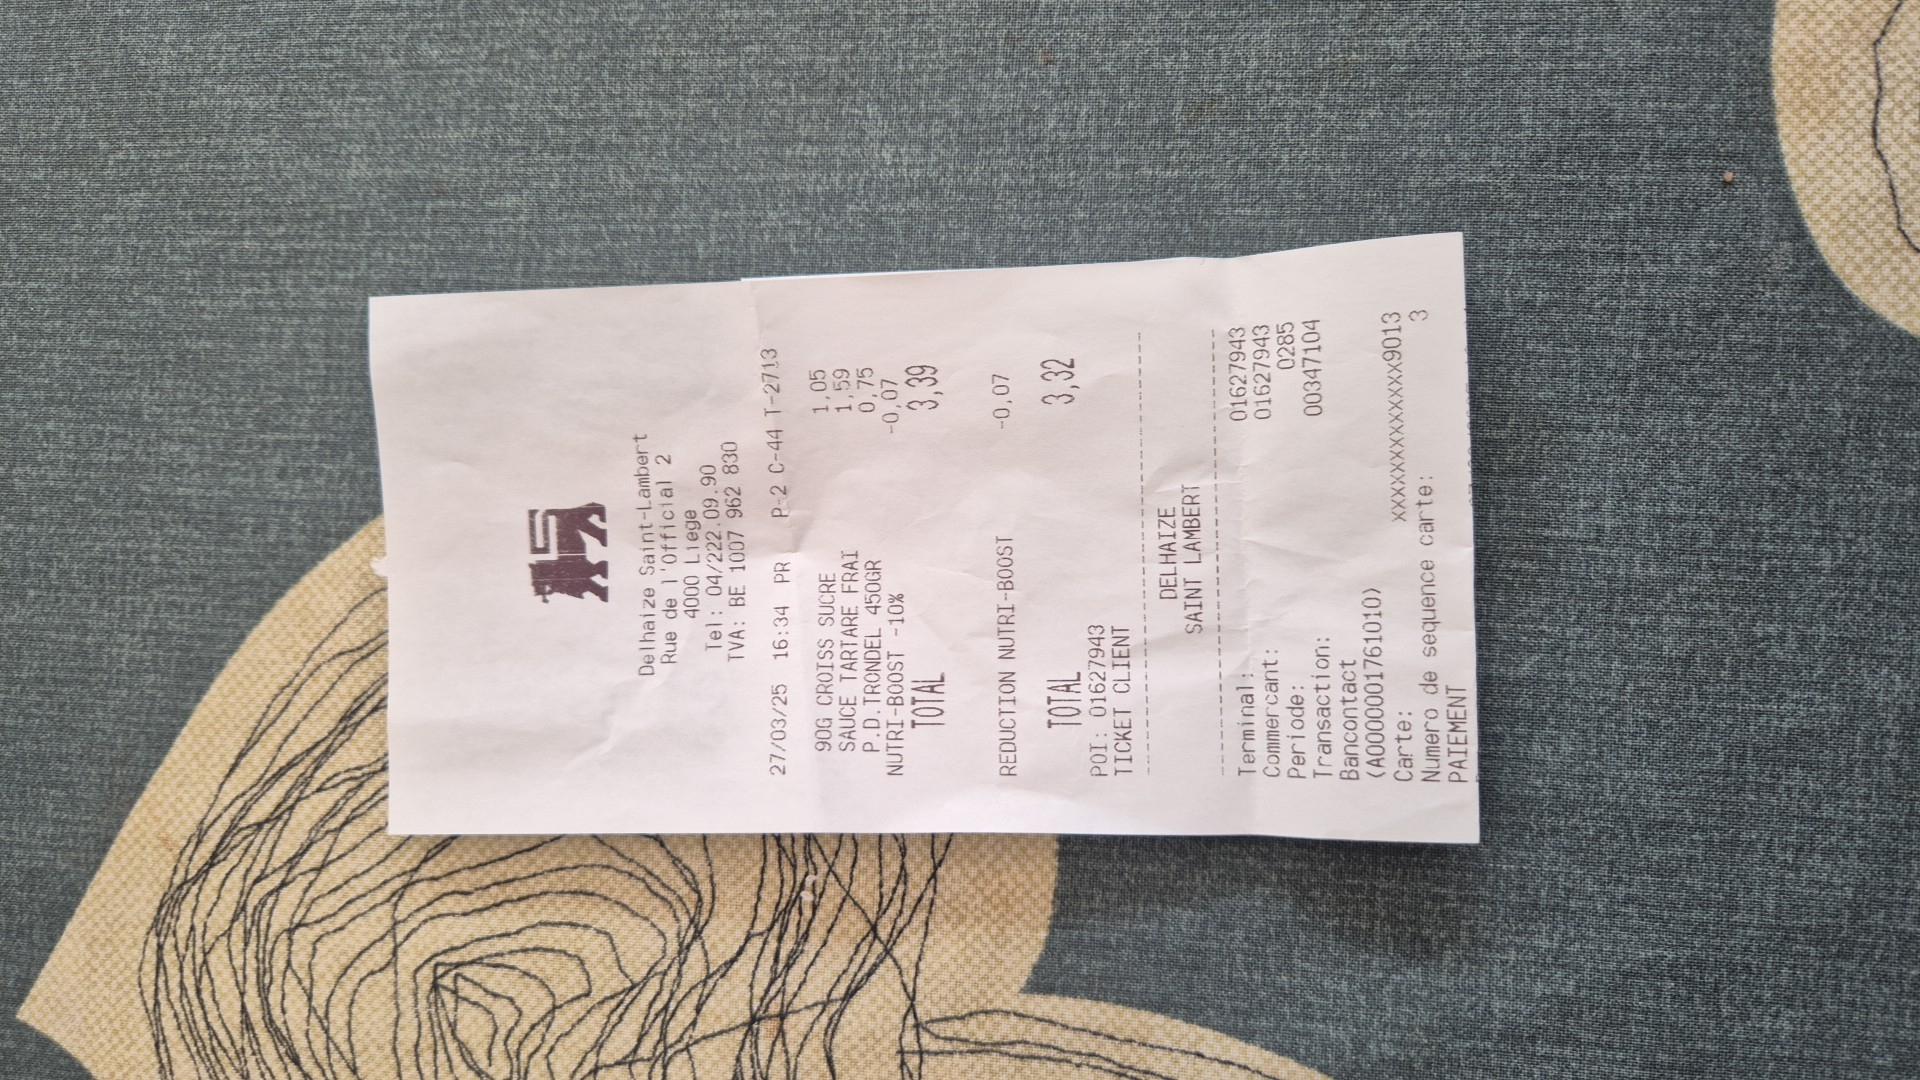 Delhaize Saint-Lambert
Rue de l'Official 2
4000 Liege
Tel: 04/222.09.90
TVA: BE 1007 962 830
27/03/25 16:34 PR P-2 C-44 T-2713
90G CROISS SUCRE 1,05
SAUCE TARTARE FRAI 1,59
P.D.TRONDEL 450GR 0,75
NUTRI-BOOST -10% -0,07
TOTAL 3,39
REDUCTION NUTRI-BOOST -0,07
TOTAL 3,32
POI: 01627943
TICKET CLIENT
--------------------------------
DELHAIZE
SAINT LAMBERT
--------------------------------
Terminal: 01627943
Commercant: 01627943
Periode: 0285
Transaction: 00347104
Bancontact
(A0000001761010)
Carte: XXXXXXXXXXXXX9013
Numero de sequence carte: 3
PAIEMENT